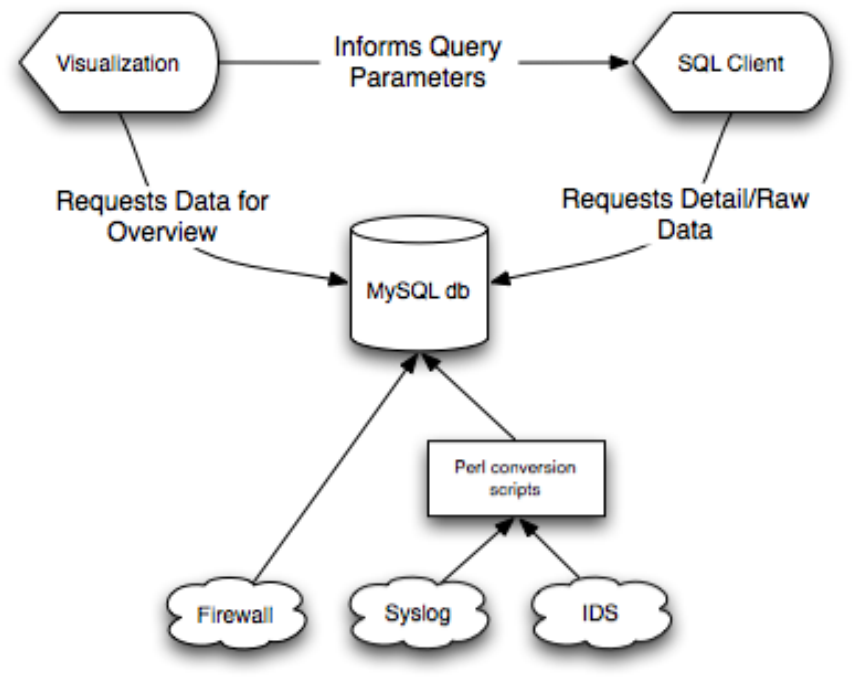 Visualization
Informs Query
Parameters
SQL Client
Requests Data for
Overview
Requests Detail/Raw
Data
MySQL db
Perl conversion
scripts
Firewall
Syslog
IDS